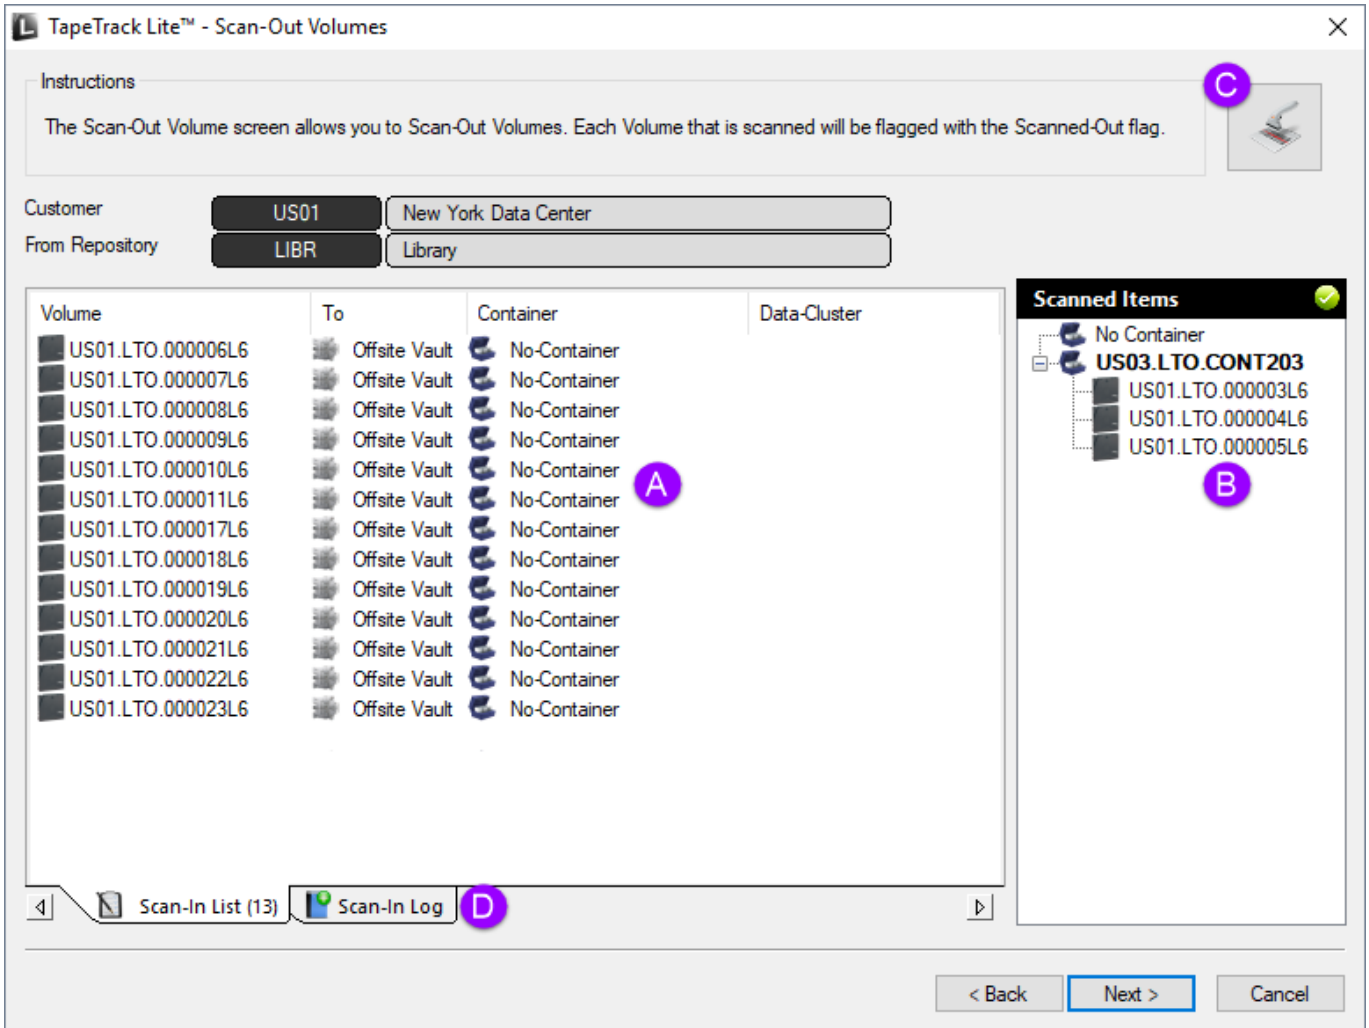 TapeTrack Lite™ - Scan-Out Volumes
Instructions
C
The Scan-Out Volume screen allows you to Scan-Out Volumes. Each Volume that is scanned will be flagged with the Scanned-Out flag.
Customer US01 New York Data Center
From Repository LIBR Library
Volume To Container Data-Cluster
US01.LTO.000006L6 Offsite Vault No-Container
US01.LTO.000007L6 Offsite Vault No-Container
US01.LTO.000008L6 Offsite Vault No-Container
US01.LTO.000009L6 Offsite Vault No-Container
US01.LTO.000010L6 Offsite Vault No-Container
US01.LTO.000011L6 Offsite Vault No-Container
US01.LTO.000017L6 Offsite Vault No-Container
US01.LTO.000018L6 Offsite Vault No-Container
US01.LTO.000019L6 Offsite Vault No-Container
US01.LTO.000020L6 Offsite Vault No-Container
US01.LTO.000021L6 Offsite Vault No-Container
US01.LTO.000022L6 Offsite Vault No-Container
US01.LTO.000023L6 Offsite Vault No-Container
A
Scanned Items
No Container
US03.LTO.CONT203
US01.LTO.000003L6
US01.LTO.000004L6
US01.LTO.000005L6
B
Scan-In List (13) Scan-In Log D
< Back Next > Cancel